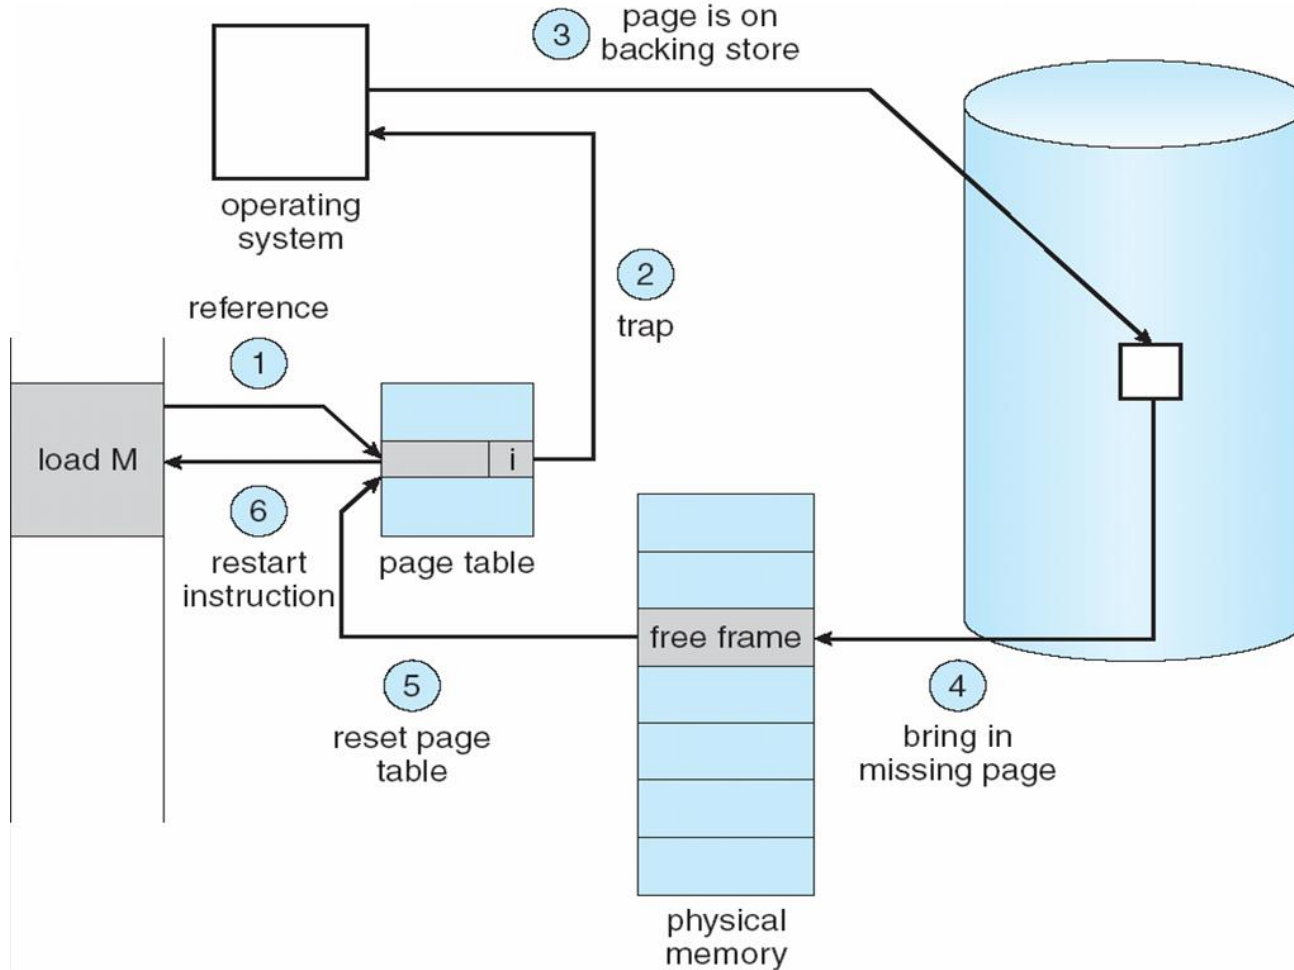 3
page is on
backing store
operating
system
2
trap
reference
1
load M
i
6
restart
instruction
page table
free frame
5
reset page
table
4
bring in
missing page
physical
memory